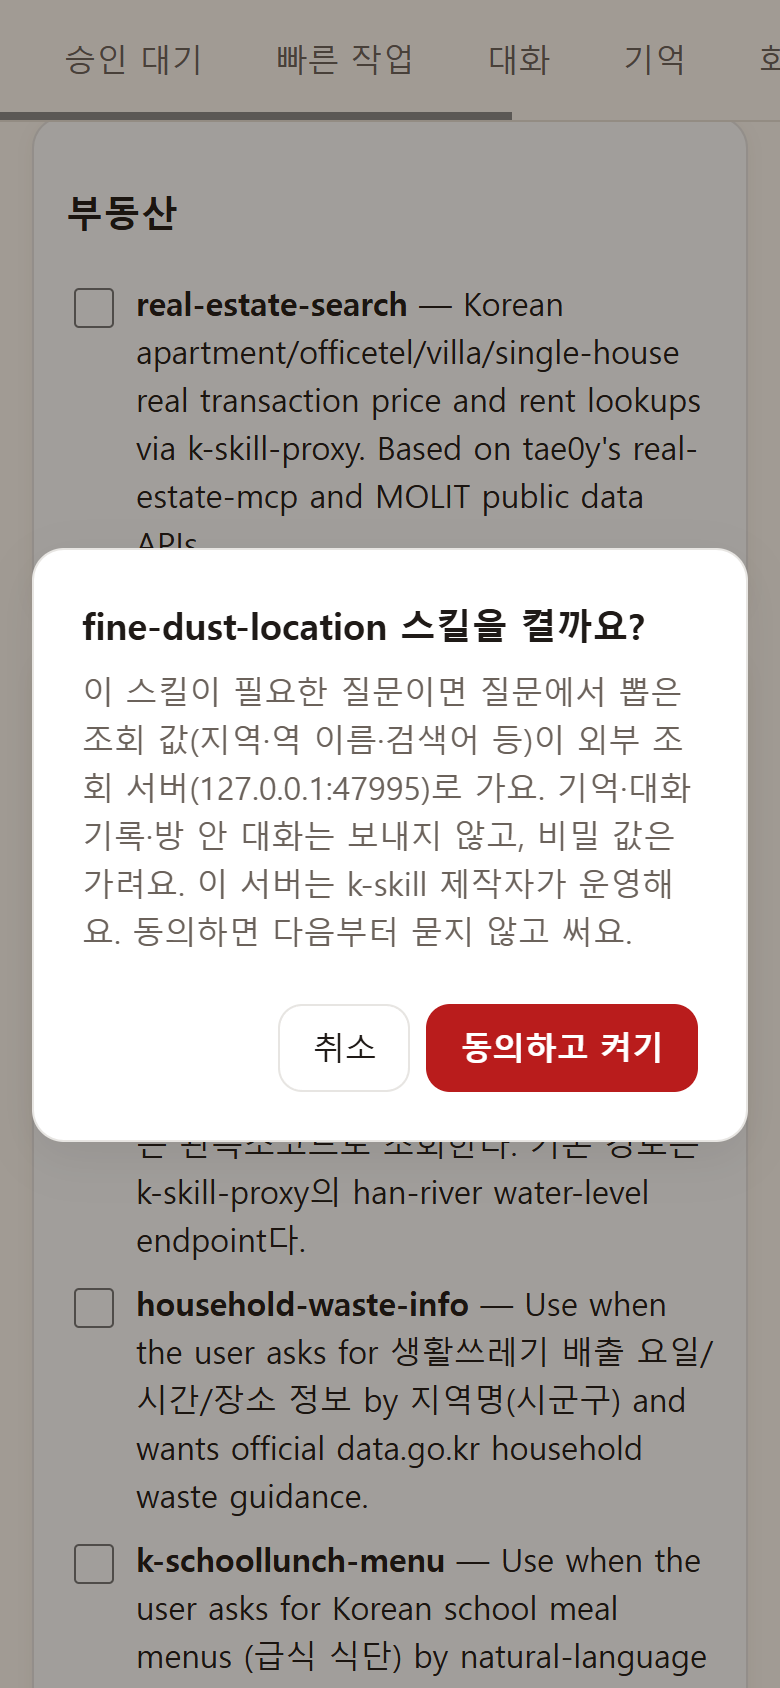 승인 대기 빠른 작업 대화 기억
부동산
real-estate-search — Korean
apartment/officetel/villa/single-house
real transaction price and rent lookups
via k-skill-proxy. Based on tae0y's real-
estate-mcp and MOLIT public data
APIs
fine-dust-location 스킬을 켤까요?
이 스킬이 필요한 질문이면 질문에서 뽑은
조회 값(지역·역 이름·검색어 등)이 외부 조
회 서버(127.0.0.1:47995)로 가요. 기억·대화
기록·방 안 대화는 보내지 않고, 비밀 값은
가려요. 이 서버는 k-skill 제작자가 운영해
요. 동의하면 다음부터 묻지 않고 써요.
취소 동의하고 켜기
k-skill-proxy의 han-river water-level
endpoint다.
household-waste-info — Use when
the user asks for 생활쓰레기 배출 요일/
시간/장소 정보 by 지역명(시군구) and
wants official data.go.kr household
waste guidance.
k-schoollunch-menu — Use when the
user asks for Korean school meal
menus (급식 식단) by natural-language